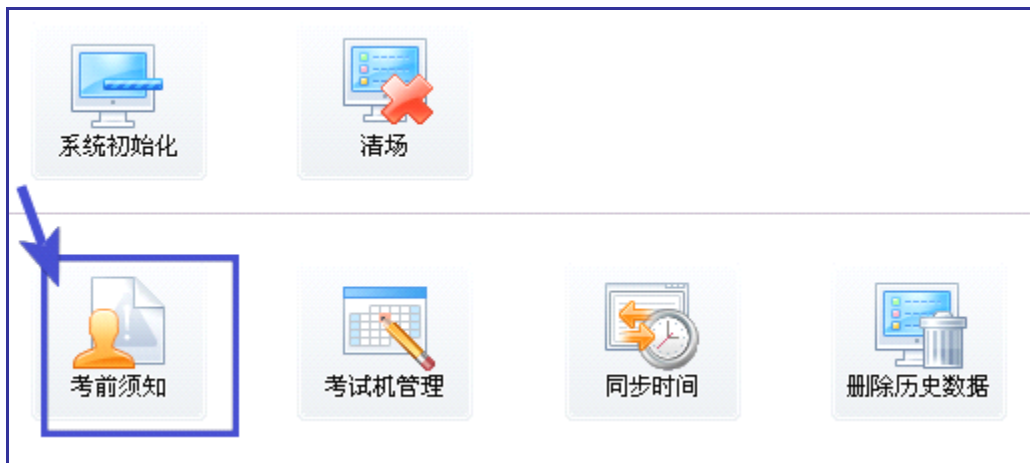 系统初始化
清场
考前须知
考试机管理
同步时间
删除历史数据